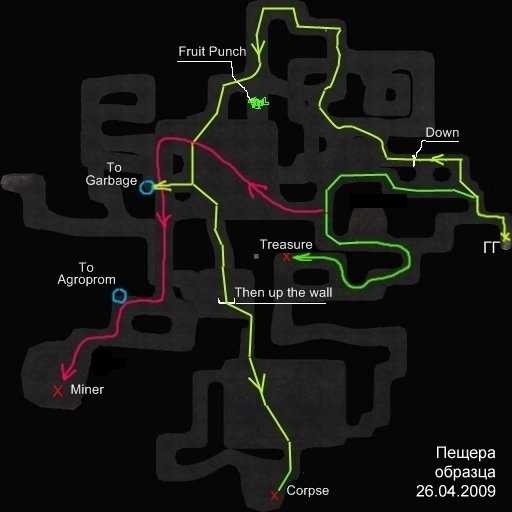 Fruit Punch
Down
To
Garbage
ГГ
Treasure
To
Agroprom
Then up the wall
Miner
Пещера
образца
26.04.2009
Corpse